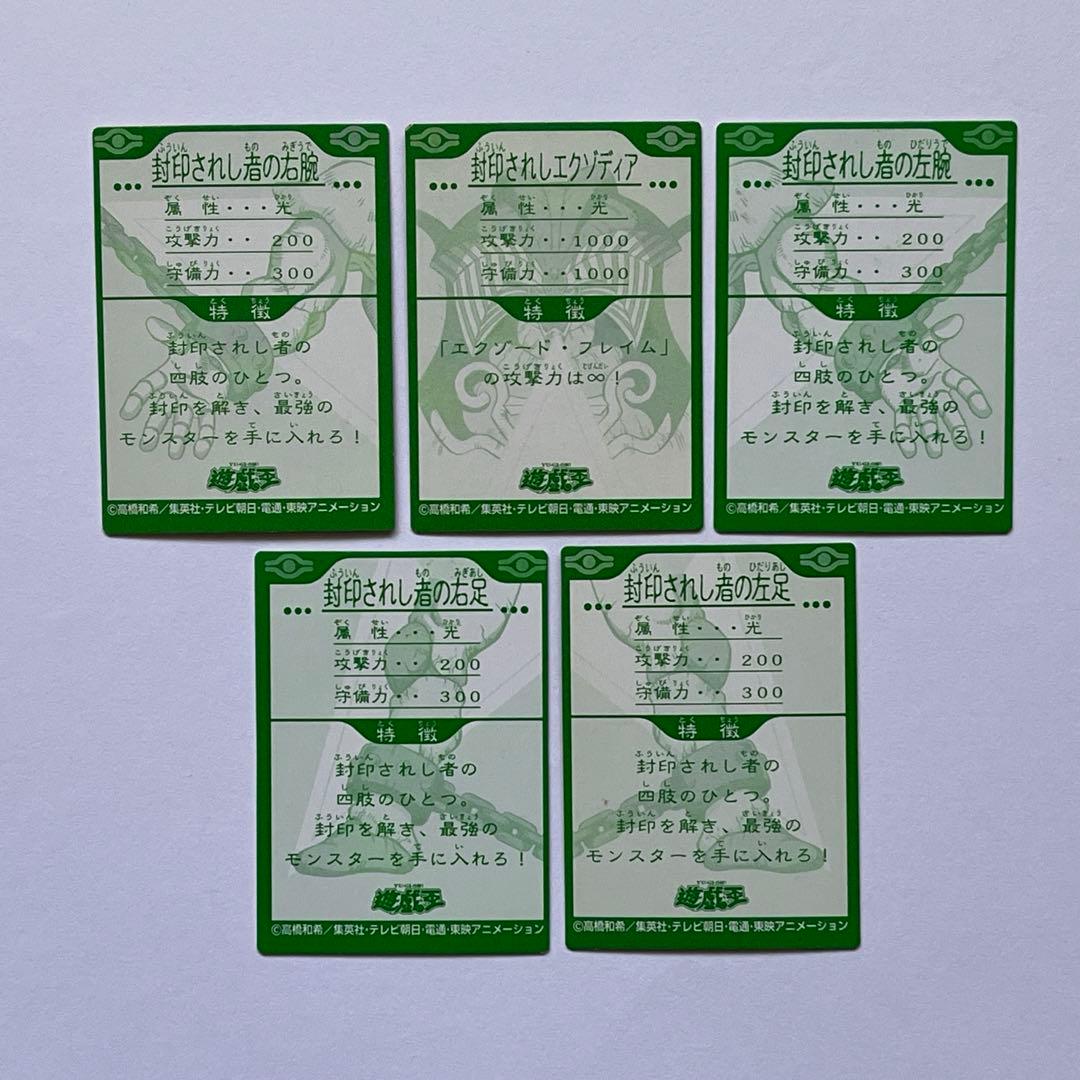 封印されし者の右腕
属性・・・光
攻撃力・・200
守備力・・300
特徴
封印されし者の
四肢のひとつ。
封印を解き、最強の
モンスターを手に入れろ！
遊戯王
©高橋和希／集英社・テレビ朝日・電通・東映アニメーション
封印されしエクゾディア
属性・・・光
攻撃力・・1000
守備力・・1000
特徴
「エクゾード・フレイム」
の攻撃力は∞！
遊戯王
©高橋和希／集英社・テレビ朝日・電通・東映アニメーション
封印されし者の左腕
属性・・・光
攻撃力・・200
守備力・・300
特徴
封印されし者の
四肢のひとつ。
封印を解き、最強の
モンスターを手に入れろ！
遊戯王
©高橋和希／集英社・テレビ朝日・電通・東映アニメーション
封印されし者の右足
属性・・・光
攻撃力・・200
守備力・・300
特徴
封印されし者の
四肢のひとつ。
封印を解き、最強の
モンスターを手に入れろ！
遊戯王
©高橋和希／集英社・テレビ朝日・電通・東映アニメーション
封印されし者の左足
属性・・・光
攻撃力・・200
守備力・・300
特徴
封印されし者の
四肢のひとつ。
封印を解き、最強の
モンスターを手に入れろ！
遊戯王
©高橋和希／集英社・テレビ朝日・電通・東映アニメーション